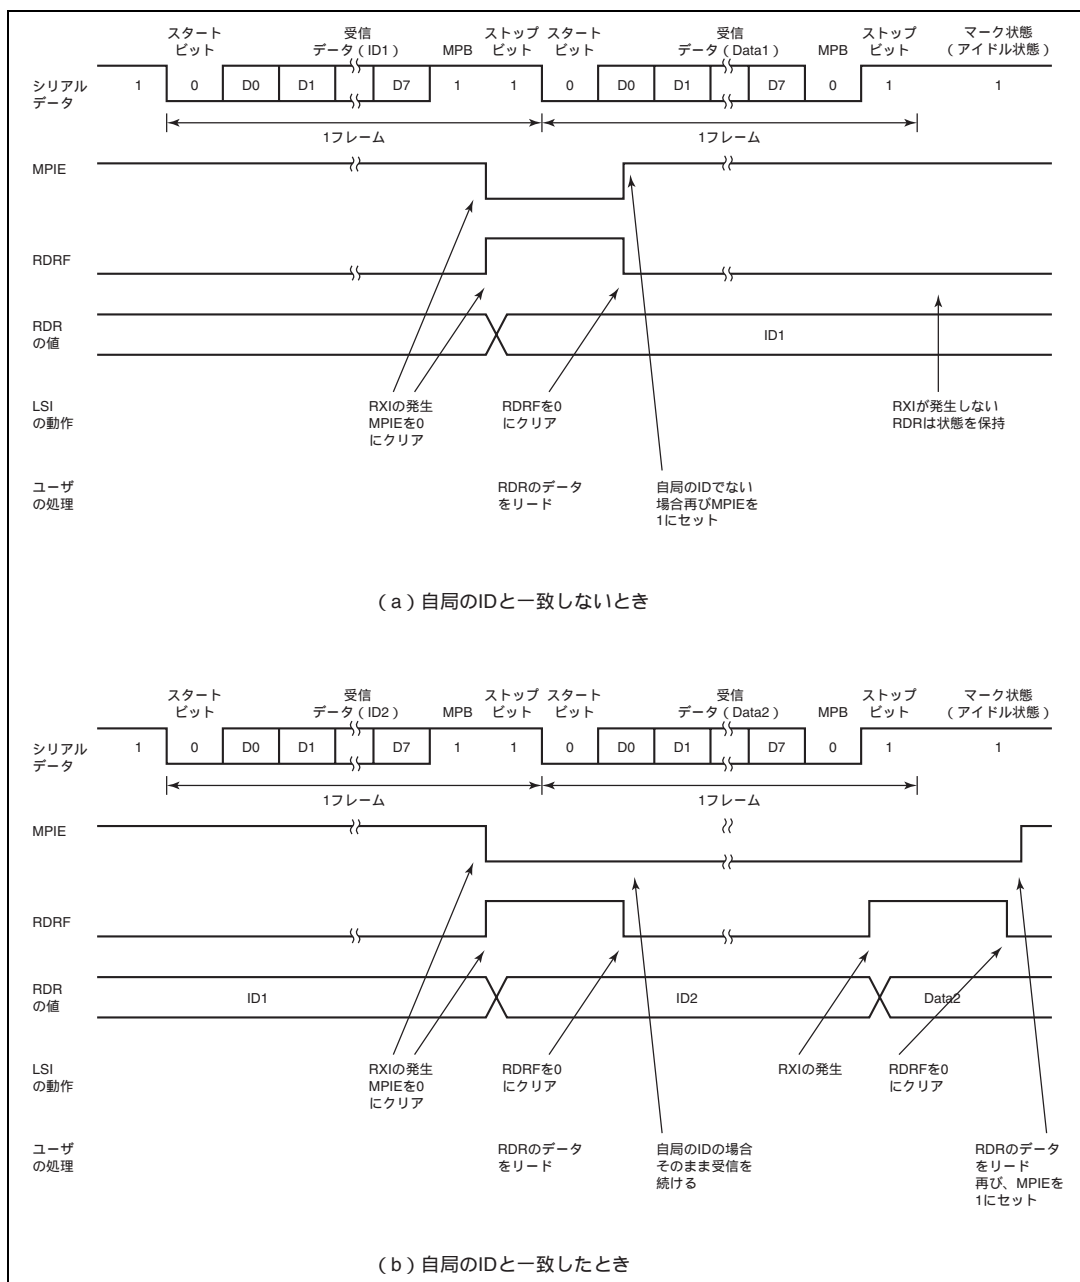 スタート
ビット
受信
データ（ID1）
MPB
ストップ
ビット
スタート
ビット
受信
データ（Data1）
MPB
ストップ
ビット
マーク状態
（アイドル状態）
シリアル
データ
1 0 D0 D1 D7 1 1 0 D0 D1 D7 0 1 1
1フレーム 1フレーム
MPIE
RDRF
RDR
の値
ID1
LSI
の動作
RXIの発生
MPIEを0
にクリア
RDRFを0
にクリア
RXIが発生しない
RDRは状態を保持
ユーザ
の処理
RDRのデータ
をリード
自局のIDでない
場合再びMPIEを
1にセット
（a）自局のIDと一致しないとき
スタート
ビット
受信
データ（ID2）
MPB
ストップ
ビット
スタート
ビット
受信
データ（Data2）
MPB
ストップ
ビット
マーク状態
（アイドル状態）
シリアル
データ
1 0 D0 D1 D7 1 1 0 D0 D1 D7 0 1 1
1フレーム 1フレーム
MPIE
RDRF
RDR
の値
ID1 ID2 Data2
LSI
の動作
RXIの発生
MPIEを0
にクリア
RDRFを0
にクリア
RXIの発生
RDRFを0
にクリア
ユーザ
の処理
RDRのデータ
をリード
自局のIDの場合
そのまま受信を
続ける
RDRのデータ
をリード
再び、MPIEを
1にセット
（b）自局のIDと一致したとき